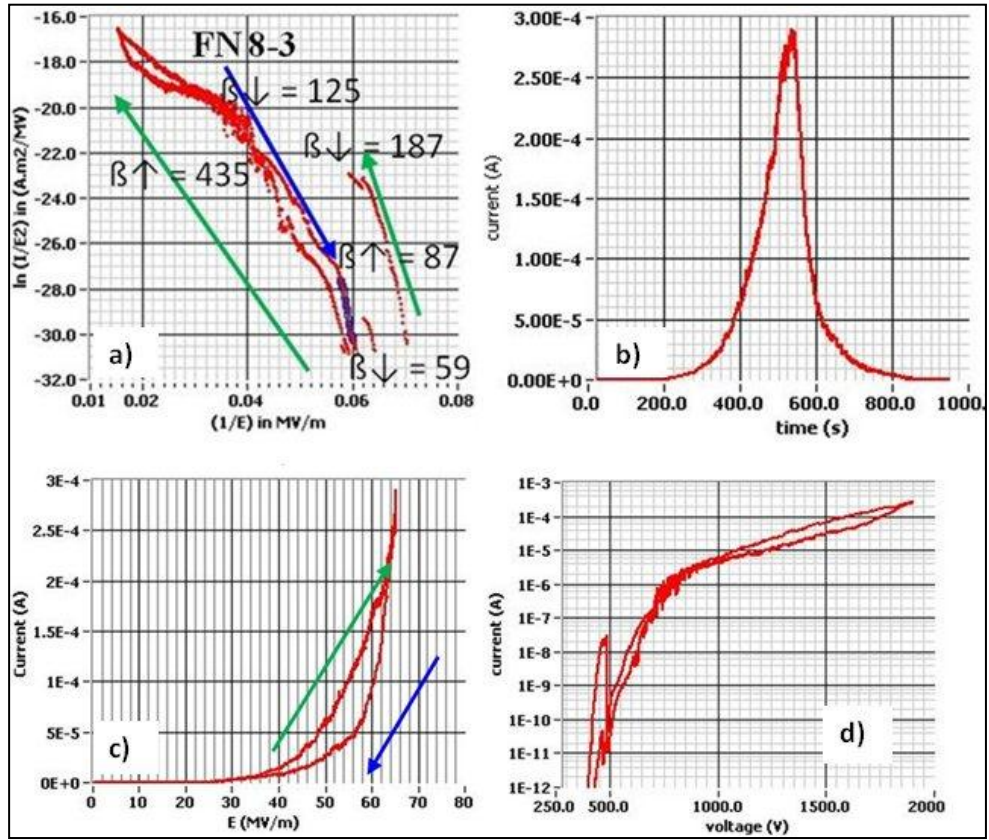 -16.0
-18.0
-20.0
-22.0
-24.0
-26.0
-28.0
-30.0
-32.0
ln (I/E2) in (A.m2/MV)
FN 8-3
ß↓ = 125
ß↓ = 187
ß↑ = 435
ß↑ = 87
ß↓ = 59
a)
0.01 0.02 0.04 0.06 0.08
(1/E) in MV/m
3.00E-4
2.50E-4
2.00E-4
1.50E-4
1.00E-4
5.00E-5
0.00E+0
current (A)
b)
0.0 200.0 400.0 600.0 800.0 1000.
time (s)
3E-4
2.5E-4
2E-4
1.5E-4
1E-4
5E-5
0E+0
Current (A)
c)
0 10 20 30 40 50 60 70 80
E (MV/m)
1E-3
1E-4
1E-5
1E-6
1E-7
1E-8
1E-9
1E-10
1E-11
1E-12
current (A)
d)
250.0 500.0 1000.0 1500.0 2000
voltage (V)